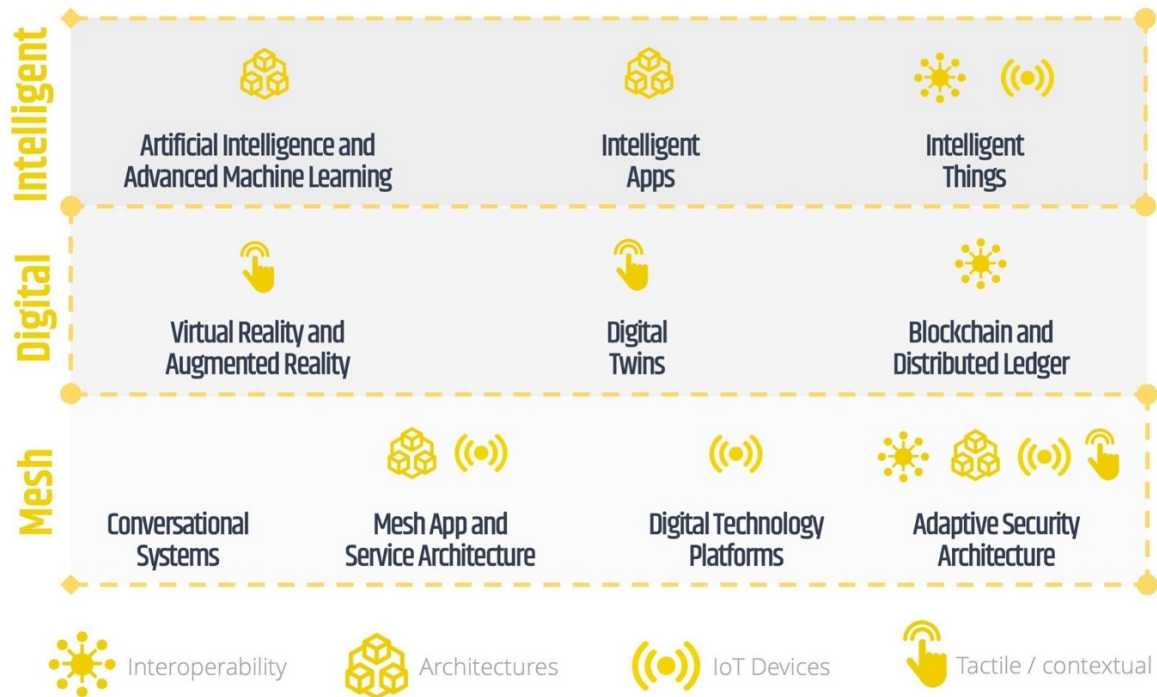 Intelligent
Artificial Intelligence and
Advanced Machine Learning
Intelligent
Apps
Intelligent
Things
Digital
Virtual Reality and
Augmented Reality
Digital
Twins
Blockchain and
Distributed Ledger
Mesh
Conversational
Systems
Mesh App and
Service Architecture
Digital Technology
Platforms
Adaptive Security
Architecture
Interoperability
Architectures
IoT Devices
Tactile / contextual